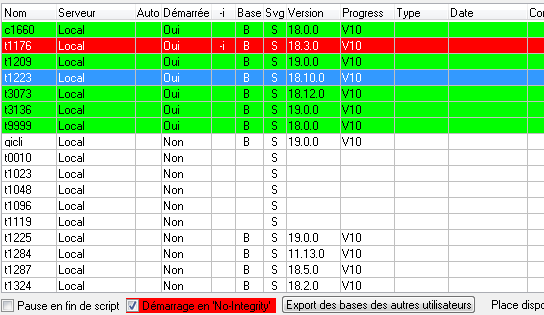 Nom Serveur Auto Démarrée -i Base Svg Version Progress Type Date Co
c1660 Local Oui B S 18.0.0 V10
t1176 Local Oui -i B S 18.3.0 V10
t1209 Local Oui B S 19.0.0 V10
t1223 Local Oui B S 18.10.0 V10
t3073 Local Oui B S 18.12.0 V10
t3136 Local Oui B S 19.0.0 V10
t9999 Local Oui B S 18.0.0 V10
qicli Local Non B S 19.0.0 V10
t0010 Local Non S
t1023 Local Non S
t1048 Local Non S
t1096 Local Non S
t1119 Local Non S
t1225 Local Non B S 19.0.0 V10
t1284 Local Non B S 11.13.0 V10
t1287 Local Non B S 18.5.0 V10
t1324 Local Non B S 18.2.0 V10
Pause en fin de script Démarrage en "No-Integrity" Export des bases des autres utilisateurs Place dispo